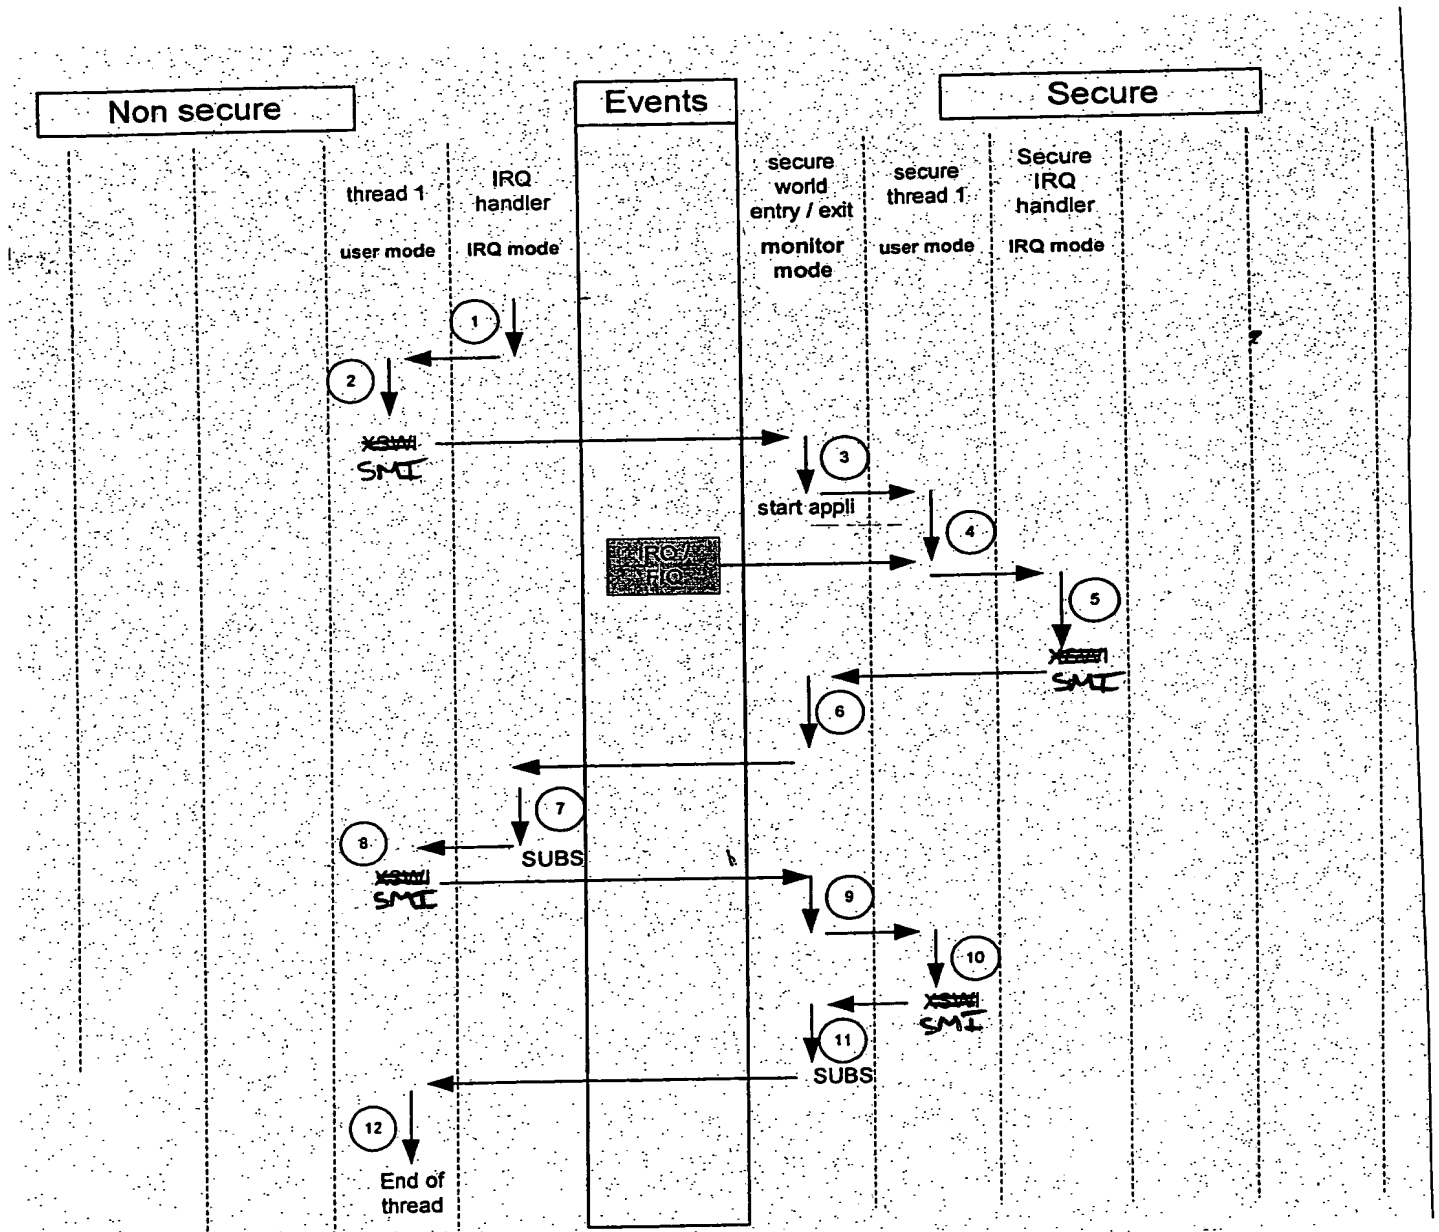 Non secure
Events
Secure
thread 1
user mode
IRQ
handler
IRQ mode
secure
world
entry / exit
monitor
mode
secure
thread 1
user mode
Secure
IRQ
handler
IRQ mode
1
2
XSWI
SMI
3
start appli
4
IRQ /
FIQ
5
XSWI
SMI
6
7
SUBS
8
XSWI
SMI
9
10
XSWI
SMI
11
SUBS
12
End of
thread